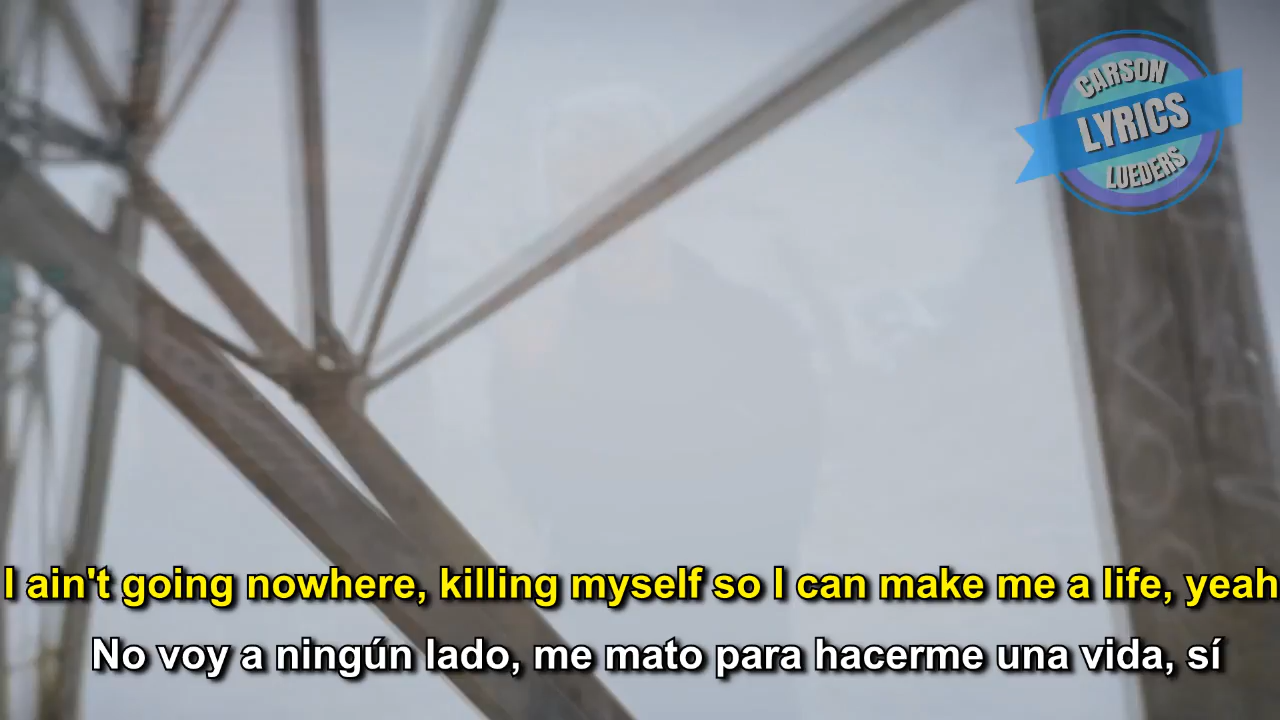 CARSON
LYRICS
LUEDERS
I ain't going nowhere, killing myself so I can make me a life, yeah
No voy a ningún lado, me mato para hacerme una vida, sí